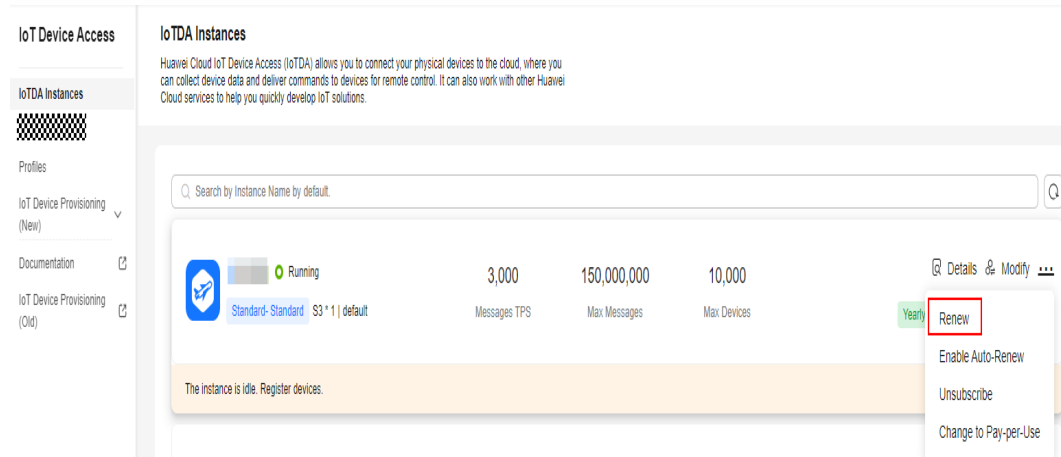 IoT Device Access
IoTDA Instances
Profiles
IoT Device Provisioning
(New)
Documentation
IoT Device Provisioning
(Old)
IoTDA Instances
Huawei Cloud IoT Device Access (IoTDA) allows you to connect your physical devices to the cloud, where you
can collect device data and deliver commands to devices for remote control. It can also work with other Huawei
Cloud services to help you quickly develop IoT solutions.
Search by Instance Name by default.
Running
Standard- Standard S3 * 1 | default
3,000
Messages TPS
150,000,000
Max Messages
10,000
Max Devices
Details Modify ...
Yearly
Renew
Enable Auto-Renew
Unsubscribe
Change to Pay-per-Use
The instance is idle. Register devices.